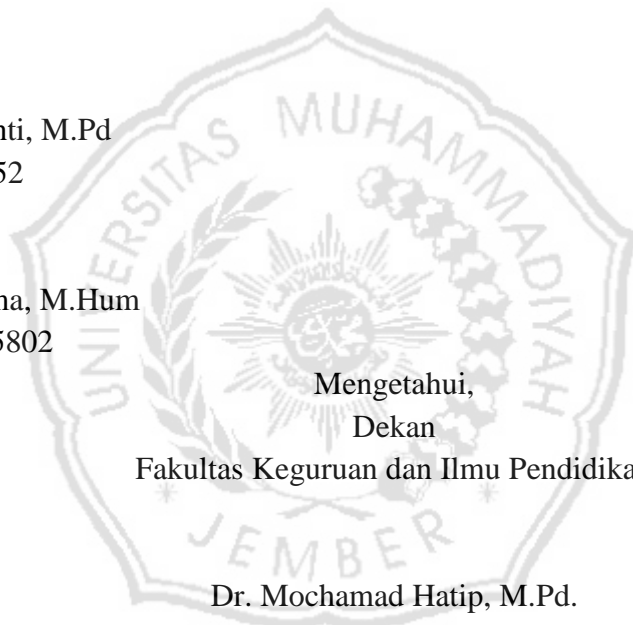 nti, M.Pd
52
na, M.Hum
5802
Mengetahui,
Dekan
Fakultas Keguruan dan Ilmu Pendidika
Dr. Mochamad Hatip, M.Pd.
UNIVERSITAS MUHAMMADIYAH
JEMBER